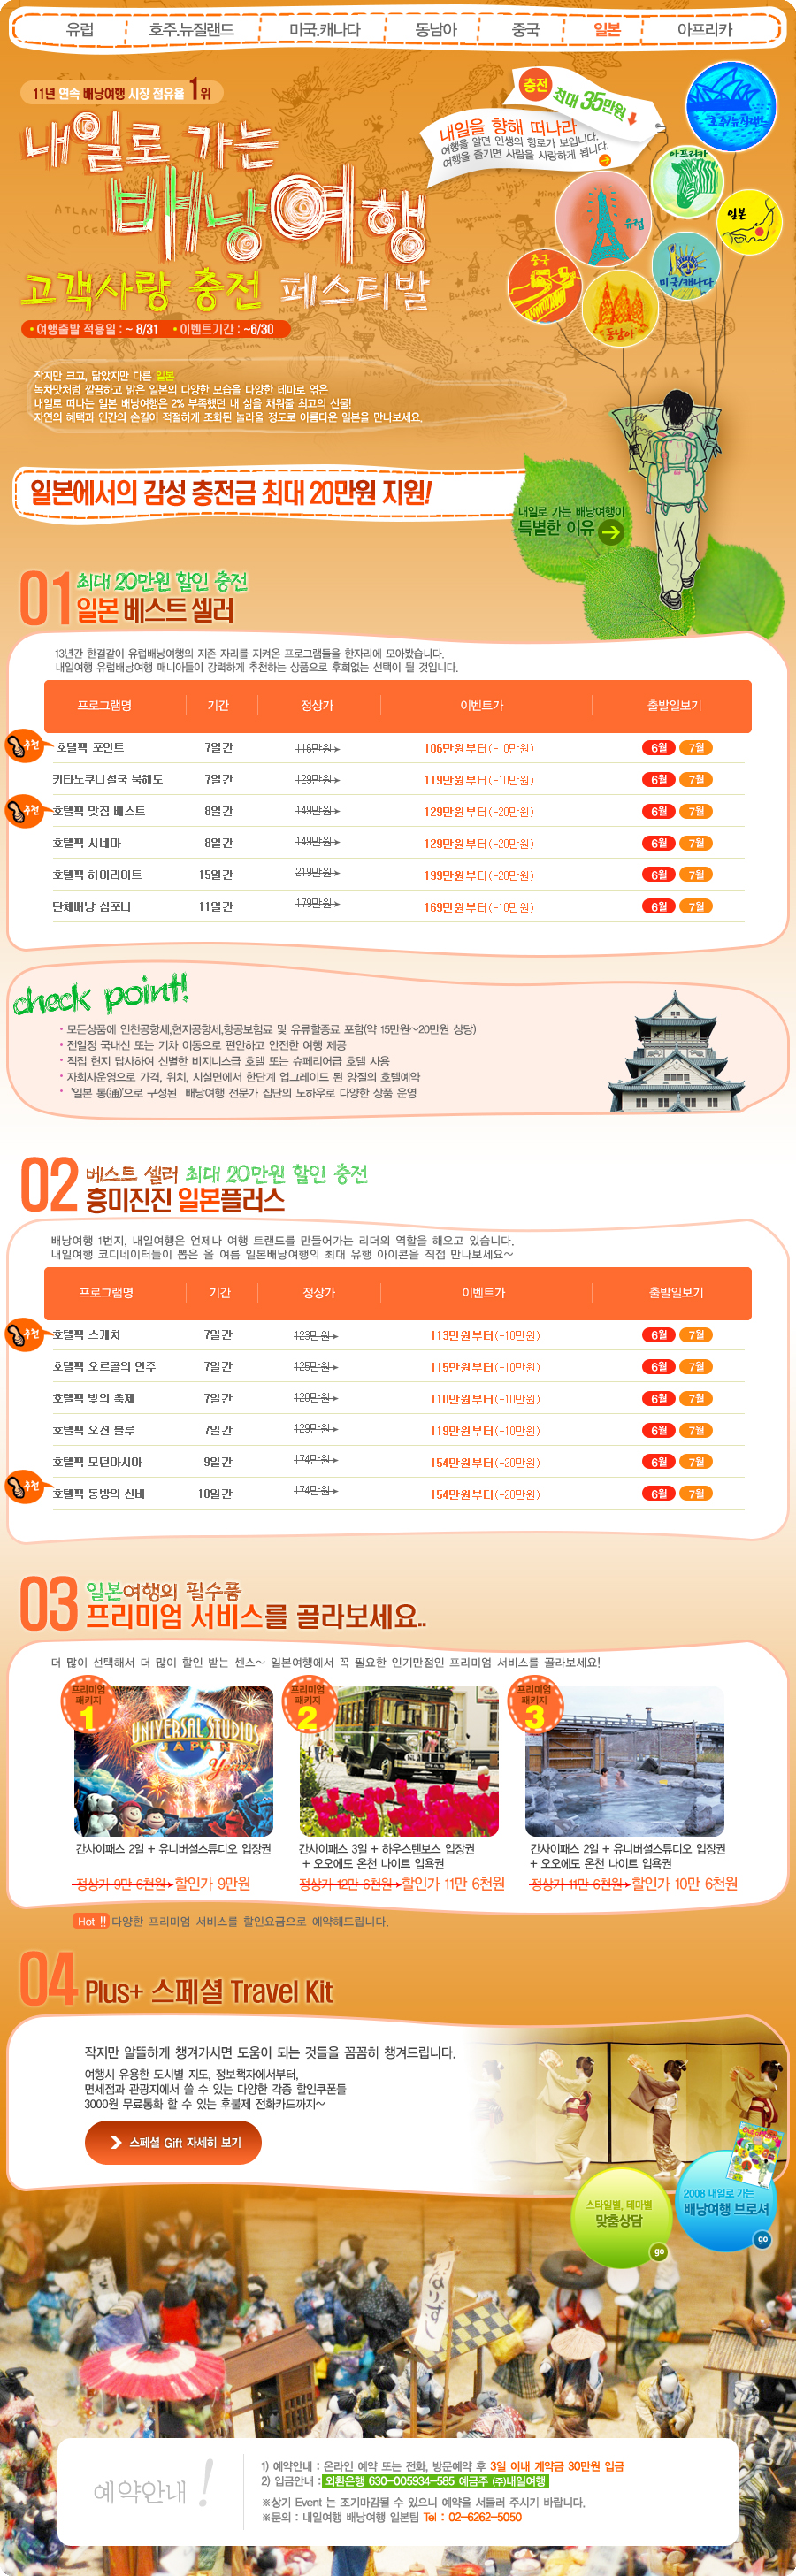 유럽
호주.뉴질랜드
미국.캐나다
동남아
중국
일본
아프리카
11년 연속 배낭여행 시장 점유율 1위
내일로 가는
배낭여행
고객사랑 충전 페스티발
•여행출발 적용일 : ~ 8/31 •이벤트기간 : ~6/30
충전 최대 35만원
내일을 향해 떠나라
여행을 알면 인생의 항로가 보입니다.
여행을 즐기면 사람을 사랑하게 됩니다.
호주/뉴질랜드
아프리카
일본
유럽
미국/캐나다
중국
동남아
작지만 크고, 닮았지만 다른 일본
녹차맛처럼 깔끔하고 맑은 일본의 다양한 모습을 다양한 테마로 엮은
내일로 떠나는 일본 배낭여행은 2% 부족했던 내 삶을 채워줄 최고의 선물!
자연의 혜택과 인간의 손길이 적절하게 조화된 놀라울 정도로 아름다운 일본을 만나보세요.
일본에서의 감성 충전금 최대 20만원 지원!
내일로 가는 배낭여행이
특별한 이유
01 최대 20만원 할인 충전
일본 베스트 셀러
13년간 한결같이 유럽배낭여행의 지존 자리를 지켜온 프로그램들을 한자리에 모아봤습니다.
내일여행 유럽배낭여행 매니아들이 강력하게 추천하는 상품으로 후회없는 선택이 될 것입니다.
프로그램명 기간 정상가 이벤트가 출발일보기
추천 호텔팩 포인트 7일간 116만원 106만원부터(-10만원) 6월 7월
키타노쿠니설국 북해도 7일간 129만원 119만원부터(-10만원) 6월 7월
추천 호텔팩 맛집 베스트 8일간 149만원 129만원부터(-20만원) 6월 7월
호텔팩 시네마 8일간 149만원 129만원부터(-20만원) 6월 7월
호텔팩 하이라이트 15일간 219만원 199만원부터(-20만원) 6월 7월
단체배낭 심포니 11일간 179만원 169만원부터(-10만원) 6월 7월
check point!
• 모든상품에 인천공항세,현지공항세,항공보험료 및 유류할증료 포함(약 15만원~20만원 상당)
• 전일정 국내선 또는 기차 이동으로 편안하고 안전한 여행 제공
• 직접 현지 답사하여 선별한 비지니스급 호텔 또는 슈페리어급 호텔 사용
• 자회사운영으로 가격, 위치, 시설면에서 한단계 업그레이드 된 양질의 호텔예약
• '일본 통(通)'으로 구성된 배낭여행 전문가 집단의 노하우로 다양한 상품 운영
02 베스트 셀러 최대 20만원 할인 충전
흥미진진 일본플러스
배낭여행 1번지, 내일여행은 언제나 여행 트랜드를 만들어가는 리더의 역할을 해오고 있습니다.
내일여행 코디네이터들이 뽑은 올 여름 일본배낭여행의 최대 유행 아이콘을 직접 만나보세요~
프로그램명 기간 정상가 이벤트가 출발일보기
추천 호텔팩 스케치 7일간 123만원 113만원부터(-10만원) 6월 7월
호텔팩 오르골의 연주 7일간 125만원 115만원부터(-10만원) 6월 7월
호텔팩 빛의 축제 7일간 120만원 110만원부터(-10만원) 6월 7월
호텔팩 오션 블루 7일간 129만원 119만원부터(-10만원) 6월 7월
호텔팩 모던아시아 9일간 174만원 154만원부터(-20만원) 6월 7월
추천 호텔팩 동방의 신비 10일간 174만원 154만원부터(-20만원) 6월 7월
03 일본여행의 필수품
프리미엄 서비스를 골라보세요..
더 많이 선택해서 더 많이 할인 받는 센스~ 일본여행에서 꼭 필요한 인기만점인 프리미엄 서비스를 골라보세요!
프리미엄 패키지 1
UNIVERSAL STUDIOS
JAPAN
간사이패스 2일 + 유니버설스튜디오 입장권
정상가 9만 6천원 할인가 9만원
프리미엄 패키지 2
간사이패스 3일 + 하우스텐보스 입장권
+ 오오에도 온천 나이트 입욕권
정상가 12만 6천원 할인가 11만 6천원
프리미엄 패키지 3
간사이패스 2일 + 유니버설스튜디오 입장권
+ 오오에도 온천 나이트 입욕권
정상가 11만 6천원 할인가 10만 6천원
Hot !! 다양한 프리미엄 서비스를 할인요금으로 예약해드립니다.
04 Plus+ 스페셜 Travel Kit
작지만 알뜰하게 챙겨가시면 도움이 되는 것들을 꼼꼼히 챙겨드립니다.
여행시 유용한 도시별 지도, 정보책자에서부터,
면세점과 관광지에서 쓸 수 있는 다양한 각종 할인쿠폰들
3000원 무료통화 할 수 있는 후불제 전화카드까지~
스페셜 Gift 자세히 보기
스타일별, 테마별
맞춤상담
go
2008 내일로 가는
배낭여행 브로셔
go
예약안내 !
1) 예약안내 : 온라인 예약 또는 전화, 방문예약 후 3일 이내 계약금 30만원 입금
2) 입금안내 : 외환은행 630-005934-585 예금주 (주)내일여행
※상기 Event 는 조기마감될 수 있으니 예약을 서둘러 주시기 바랍니다.
※문의 : 내일여행 배낭여행 일본팀 Tel : 02-6262-5050